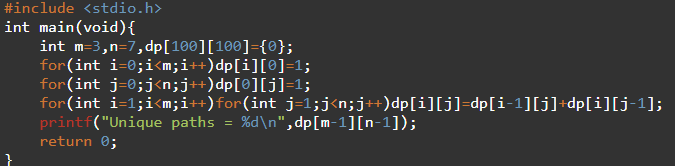 #include <stdio.h>
int main(void){
    int m=3,n=7,dp[100][100]={0};
    for(int i=0;i<m;i++)dp[i][0]=1;
    for(int j=0;j<n;j++)dp[0][j]=1;
    for(int i=1;i<m;i++)for(int j=1;j<n;j++)dp[i][j]=dp[i-1][j]+dp[i][j-1];
    printf("Unique paths = %d\n",dp[m-1][n-1]);
    return 0;
}